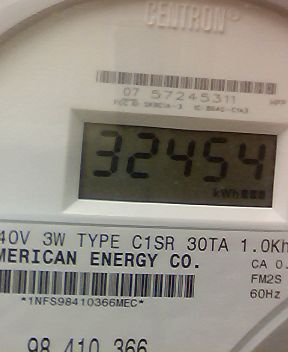 CENTRON®
07 57245311
32454
kWh
40V 3W TYPE C1SR 30TA 1.0Kh
MERICAN ENERGY CO.
CA 0.
FM2S
60Hz
*1NFS98410366MEC*
98 410 366